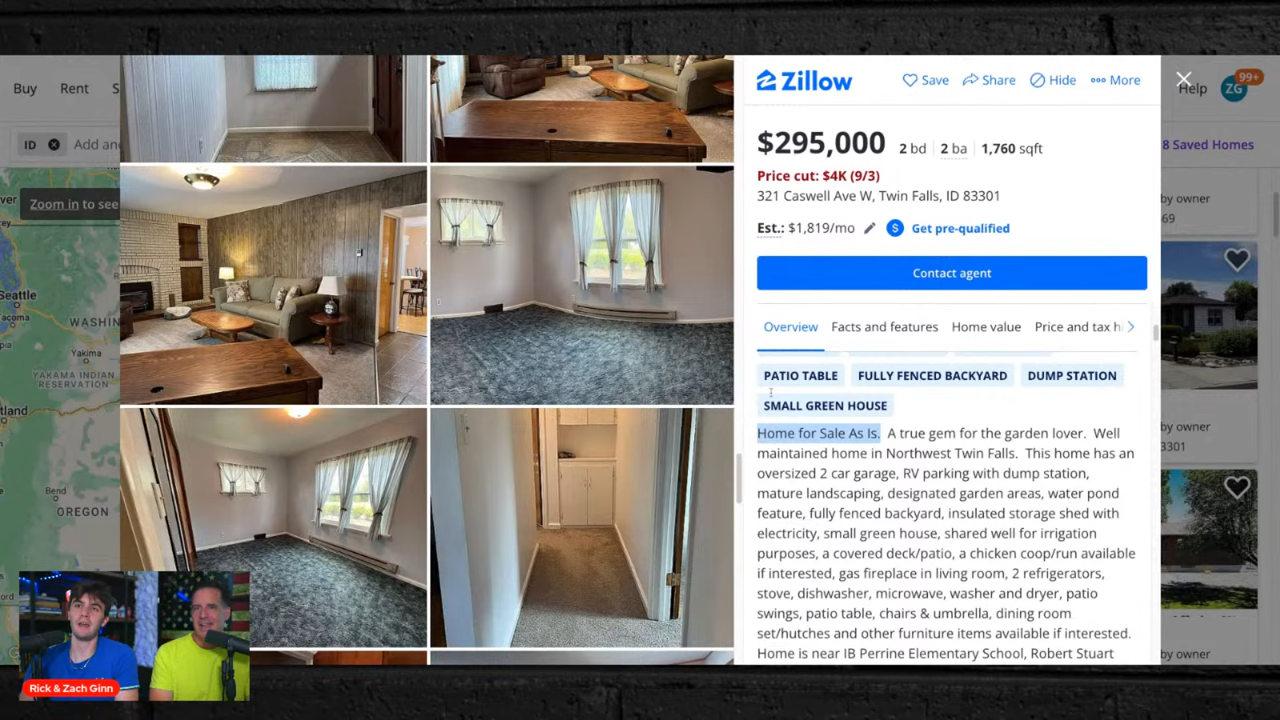 Buy
Rent
S
ID
Add and
Zoom in to see
Seattle
acoma
WASHIN
Yakima
YAKAMA INDIAN
RESERVATION
tland
Bend
OREGON
Zillow
Save
Share
Hide
More
Help
ZG
99+
8 Saved Homes
$295,000
2 bd
2 ba
1,760 sqft
Price cut: $4K (9/3)
321 Caswell Ave W, Twin Falls, ID 83301
Est.: $1,819/mo
$
Get pre-qualified
Contact agent
Overview
Facts and features
Home value
Price and tax h
PATIO TABLE
FULLY FENCED BACKYARD
DUMP STATION
SMALL GREEN HOUSE
Home for Sale As Is. A true gem for the garden lover. Well
maintained home in Northwest Twin Falls. This home has an
oversized 2 car garage, RV parking with dump station,
mature landscaping, designated garden areas, water pond
feature, fully fenced backyard, insulated storage shed with
electricity, small green house, shared well for irrigation
purposes, a covered deck/patio, a chicken coop/run available
if interested, gas fireplace in living room, 2 refrigerators,
stove, dishwasher, microwave, washer and dryer, patio
swings, patio table, chairs & umbrella, dining room
set/hutches and other furniture items available if interested.
Home is near IB Perrine Elementary School, Robert Stuart
by owner
69
by owner
3301
by owner
Rick & Zach Ginn